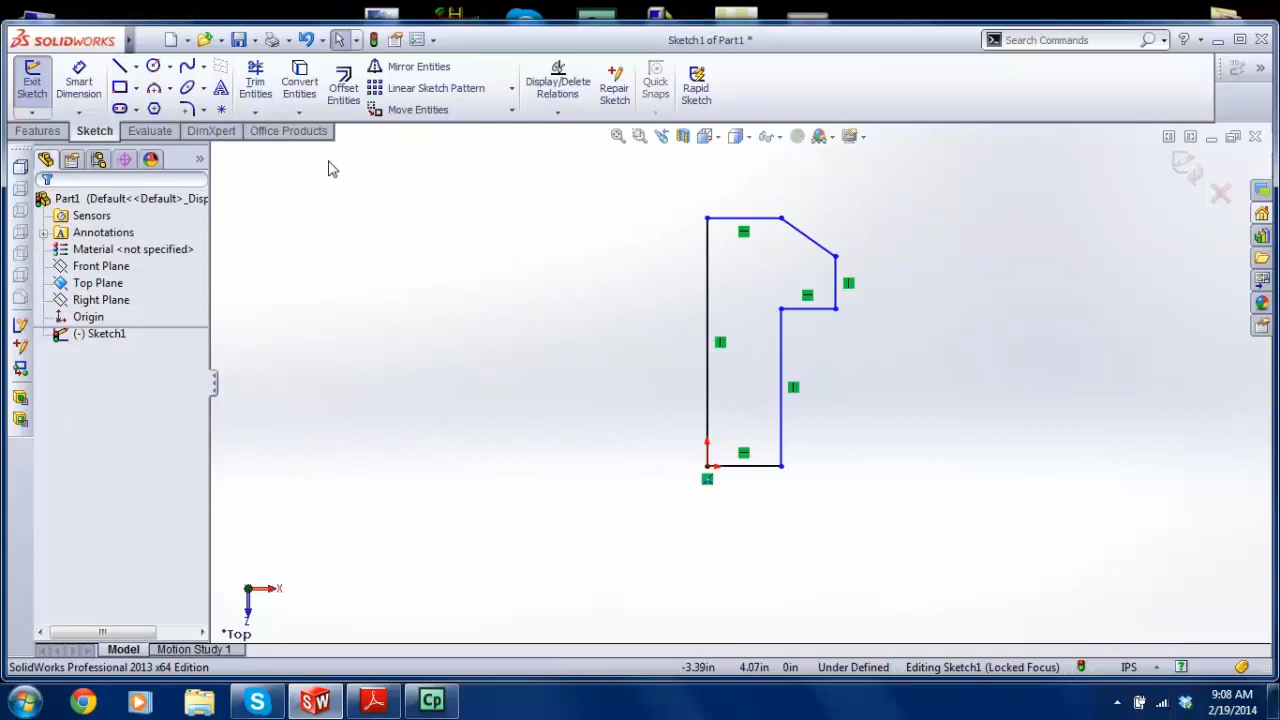 SOLIDWORKS
Sketch1 of Part1 *
Search Commands
?
Exit Sketch
Smart Dimension
Trim Entities
Convert Entities
Offset Entities
Mirror Entities
Linear Sketch Pattern
Move Entities
Display/Delete Relations
Repair Sketch
Quick Snaps
Rapid Sketch
Features
Sketch
Evaluate
DimXpert
Office Products
Part1 (Default<<Default>_Disp
Sensors
Annotations
Material <not specified>
Front Plane
Top Plane
Right Plane
Origin
(-) Sketch1
X
Z
*Top
Model
Motion Study 1
SolidWorks Professional 2013 x64 Edition
-3.39in 4.07in 0in Under Defined Editing Sketch1 (Locked Focus) IPS ?
S
SW
Cp
9:08 AM
2/19/2014